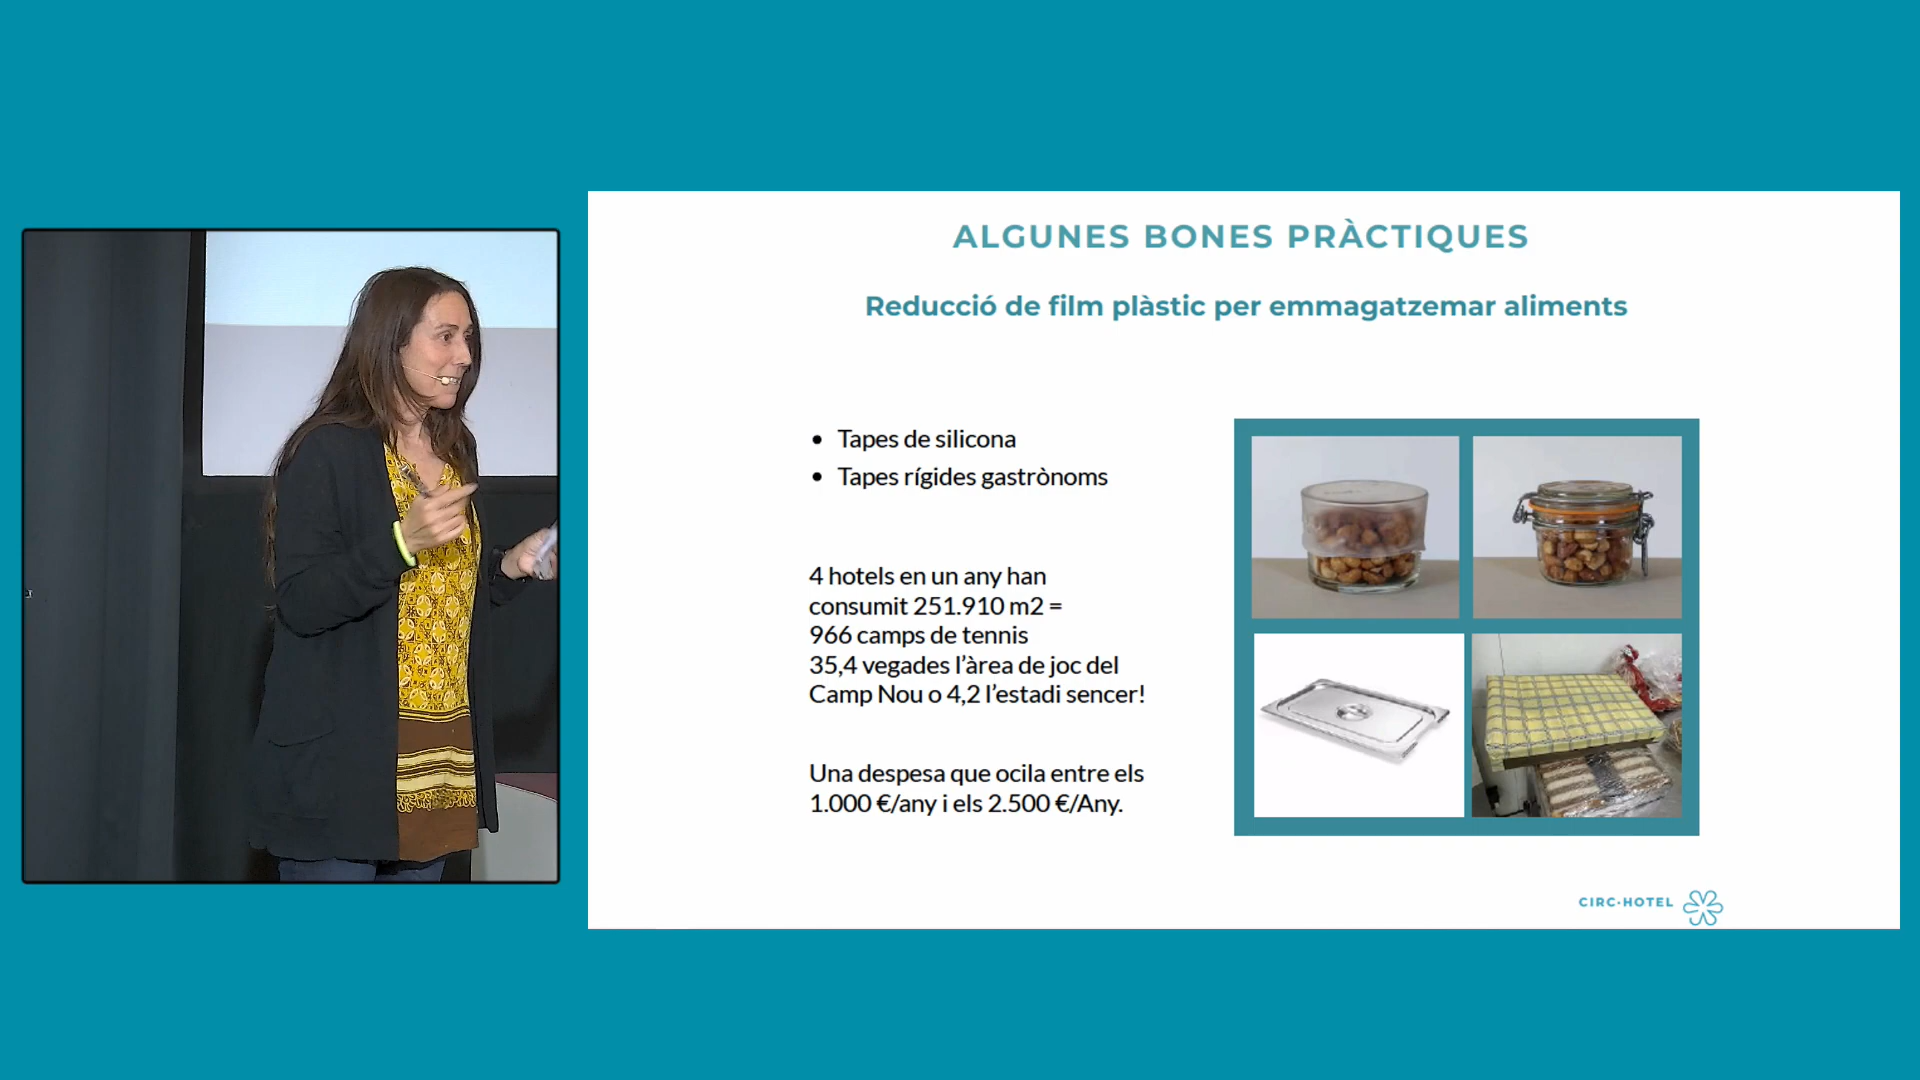 ALGUNES BONES PRÀCTIQUES
Reducció de film plàstic per emmagatzemar aliments
• Tapes de silicona
• Tapes rígides gastrònoms
4 hotels en un any han
consumit 251.910 m2 =
966 camps de tennis
35,4 vegades l'àrea de joc del
Camp Nou o 4,2 l'estadi sencer!
Una despesa que ocila entre els
1.000 €/any i els 2.500 €/Any.
CIRC·HOTEL